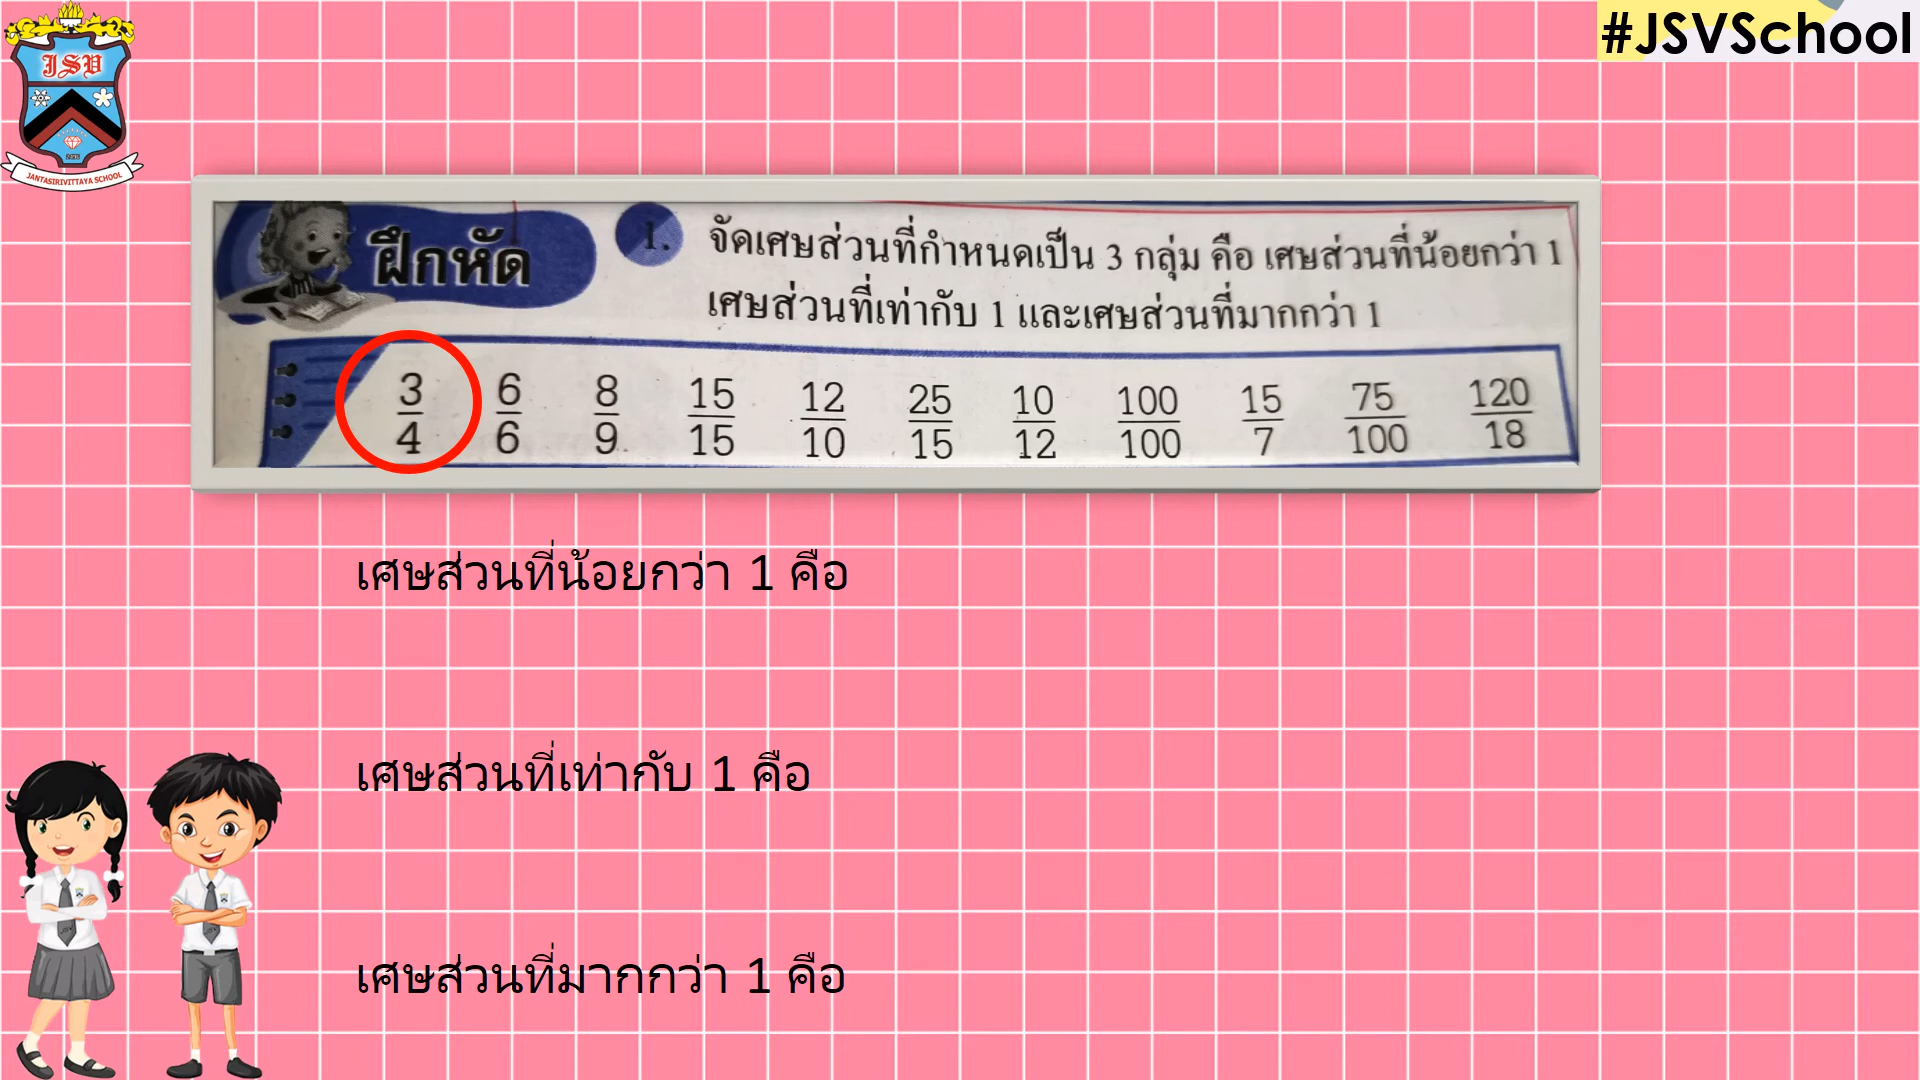 #JSVSchool
JSV
2472
JANTASIRIVITTAYA SCHOOL
ฝึกหัด
1. จัดเศษส่วนที่กำหนดเป็น 3 กลุ่ม คือ เศษส่วนที่น้อยกว่า 1
เศษส่วนที่เท่ากับ 1 และเศษส่วนที่มากกว่า 1
3/4 6/6 8/9 15/15 12/10 25/15 10/12 100/100 15/7 75/100 120/18
เศษส่วนที่น้อยกว่า 1 คือ
เศษส่วนที่เท่ากับ 1 คือ
เศษส่วนที่มากกว่า 1 คือ